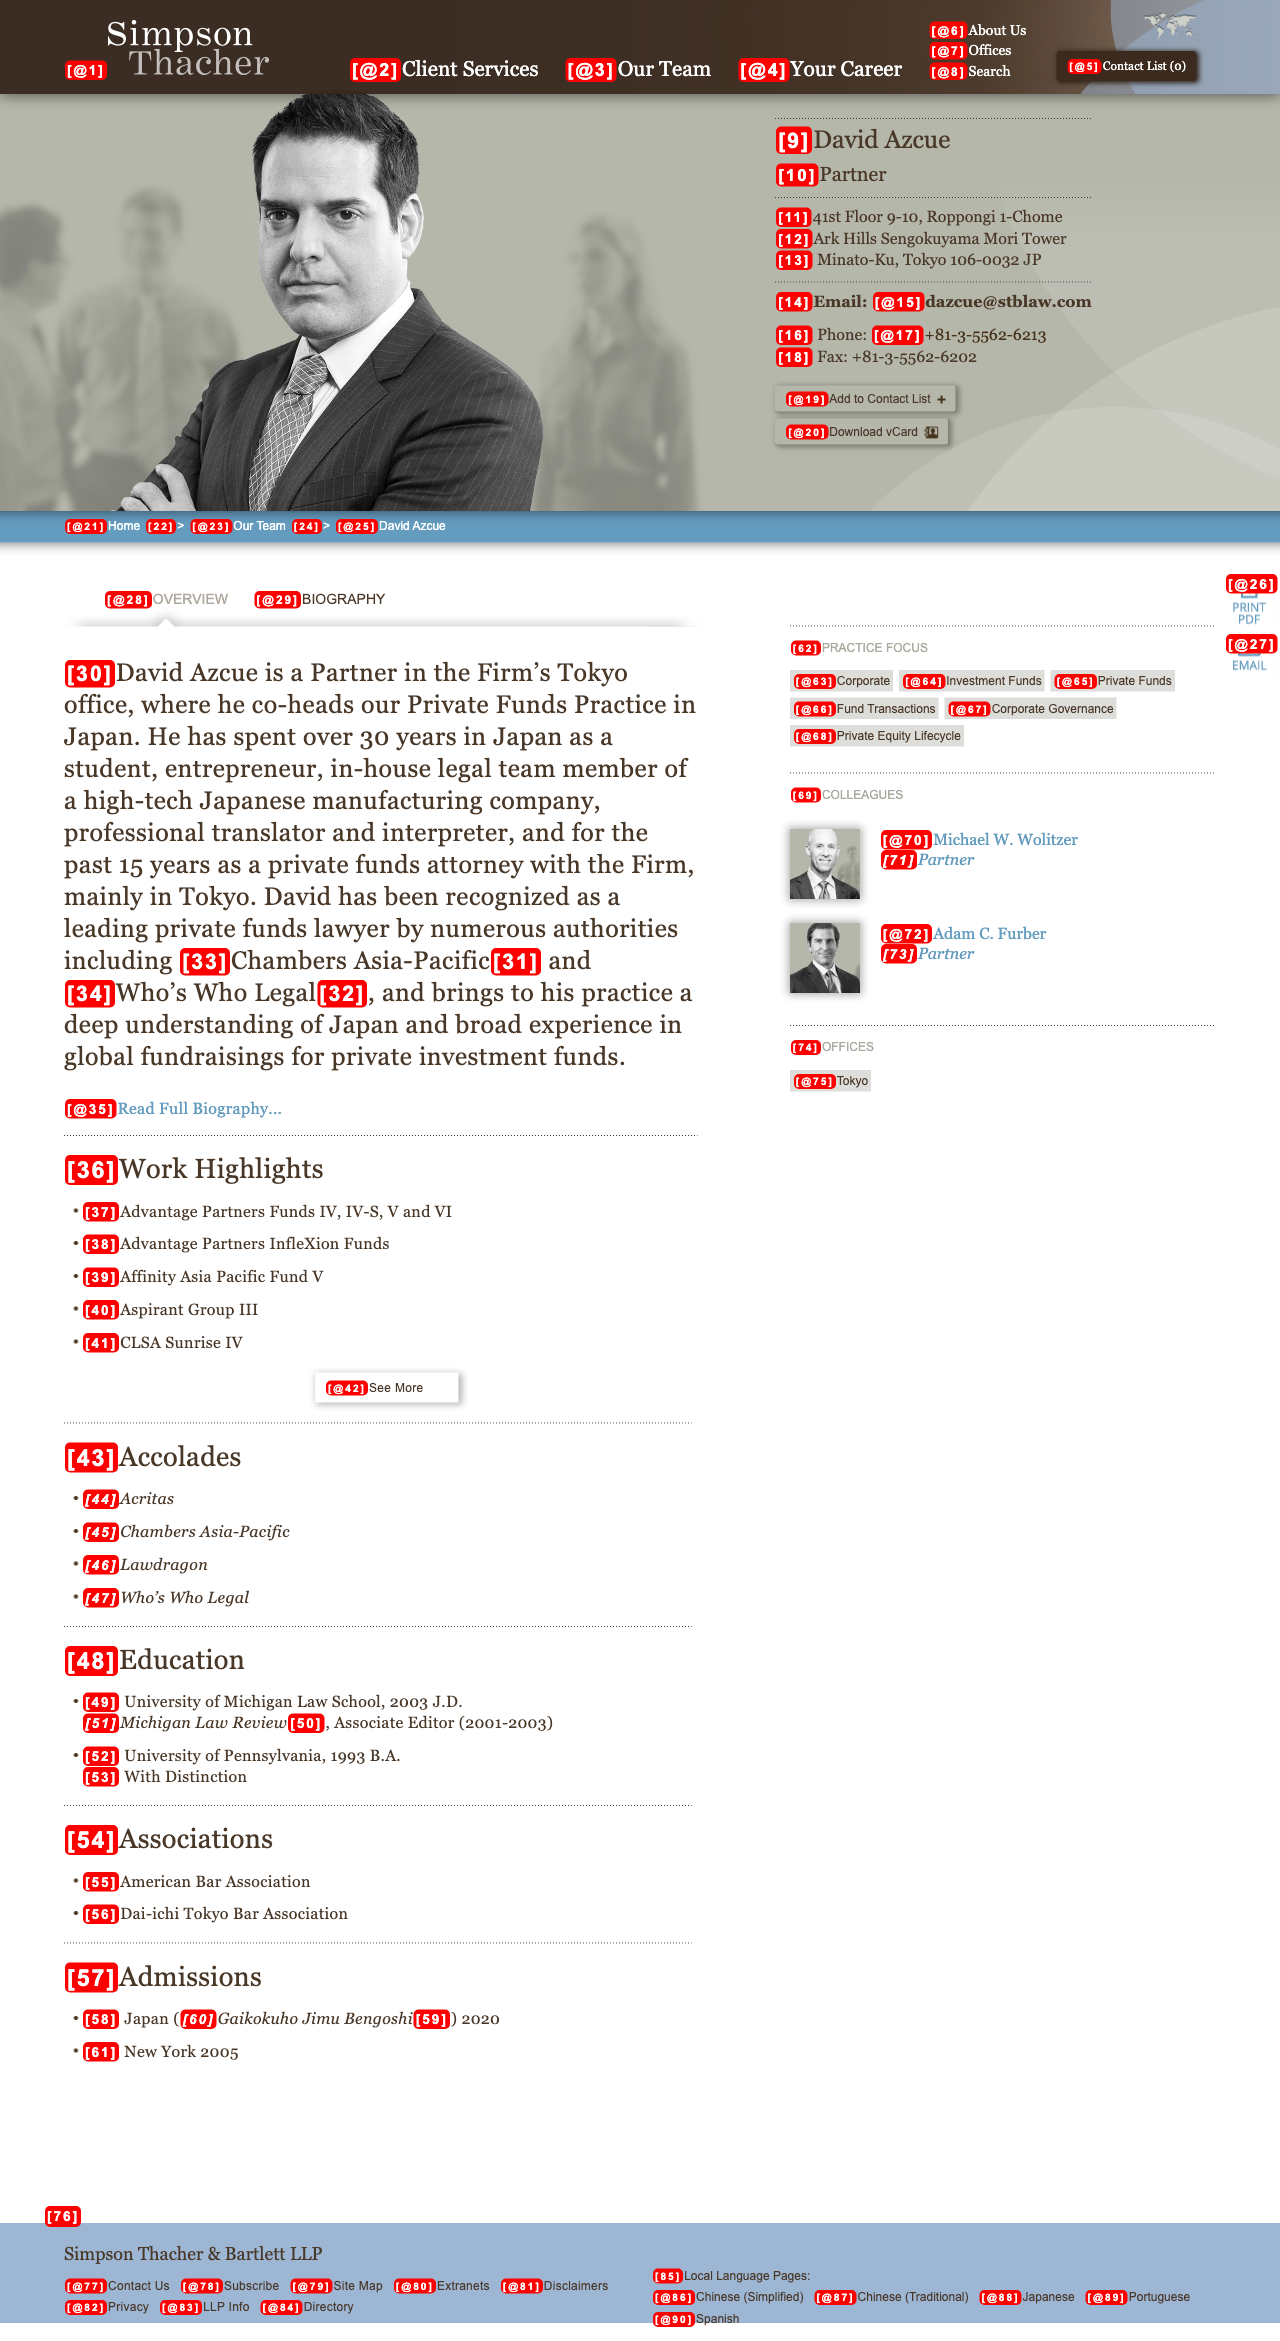 Simpson
Thacher
[@1]
[@2]Client Services [@3]Our Team [@4]Your Career
[@6]About Us
[@7]Offices
[@8]Search
[@5]Contact List (0)
[9]David Azcue
[10]Partner
[11]41st Floor 9-10, Roppongi 1-Chome
[12]Ark Hills Sengokuyama Mori Tower
[13] Minato-Ku, Tokyo 106-0032 JP
[14]Email: [@15]dazcue@stblaw.com
[16] Phone: [@17]+81-3-5562-6213
[18] Fax: +81-3-5562-6202
[@19]Add to Contact List +
[@20]Download vCard
[@21]Home [22]> [@23]Our Team [24]> [@25]David Azcue
[@26]
PRINT
PDF
[@27]
EMAIL
[@28]OVERVIEW [@29]BIOGRAPHY
[30]David Azcue is a Partner in the Firm’s Tokyo
office, where he co-heads our Private Funds Practice in
Japan. He has spent over 30 years in Japan as a
student, entrepreneur, in-house legal team member of
a high-tech Japanese manufacturing company,
professional translator and interpreter, and for the
past 15 years as a private funds attorney with the Firm,
mainly in Tokyo. David has been recognized as a
leading private funds lawyer by numerous authorities
including [33]Chambers Asia-Pacific[31] and
[34]Who’s Who Legal[32], and brings to his practice a
deep understanding of Japan and broad experience in
global fundraisings for private investment funds.
[@35]Read Full Biography...
[36]Work Highlights
• [37]Advantage Partners Funds IV, IV-S, V and VI
• [38]Advantage Partners InfleXion Funds
• [39]Affinity Asia Pacific Fund V
• [40]Aspirant Group III
• [41]CLSA Sunrise IV
[@42]See More
[43]Accolades
• [44]Acritas
• [45]Chambers Asia-Pacific
• [46]Lawdragon
• [47]Who’s Who Legal
[48]Education
• [49] University of Michigan Law School, 2003 J.D.
[51]Michigan Law Review[50], Associate Editor (2001-2003)
• [52] University of Pennsylvania, 1993 B.A.
[53] With Distinction
[54]Associations
• [55]American Bar Association
• [56]Dai-ichi Tokyo Bar Association
[57]Admissions
• [58] Japan ([60]Gaikokuho Jimu Bengoshi[59]) 2020
• [61] New York 2005
[62]PRACTICE FOCUS
[@63]Corporate [@64]Investment Funds [@65]Private Funds
[@66]Fund Transactions [@67]Corporate Governance
[@68]Private Equity Lifecycle
[69]COLLEAGUES
[@70]Michael W. Wolitzer
[71]Partner
[@72]Adam C. Furber
[73]Partner
[74]OFFICES
[@75]Tokyo
[76]
Simpson Thacher & Bartlett LLP
[@77]Contact Us [@78]Subscribe [@79]Site Map [@80]Extranets [@81]Disclaimers
[@82]Privacy [@83]LLP Info [@84]Directory
[85]Local Language Pages:
[@86]Chinese (Simplified) [@87]Chinese (Traditional) [@88]Japanese [@89]Portuguese
[@90]Spanish